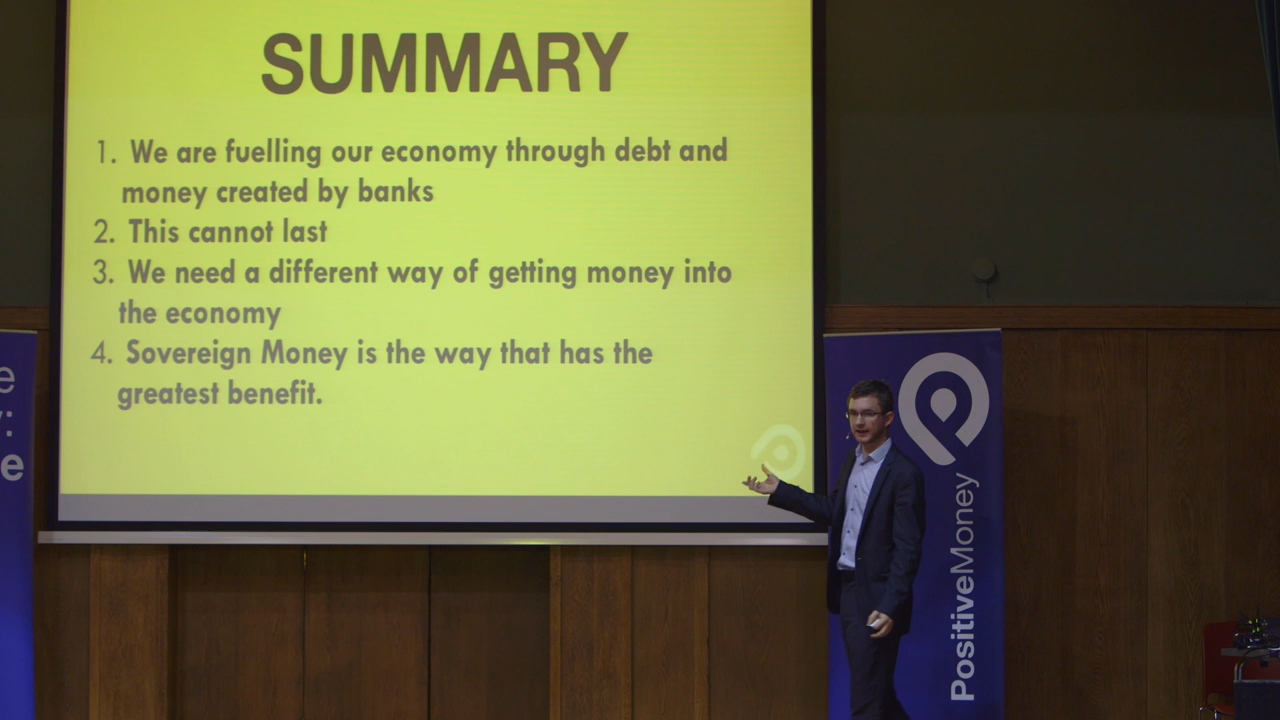 SUMMARY
1. We are fuelling our economy through debt and
money created by banks
2. This cannot last
3. We need a different way of getting money into
the economy
4. Sovereign Money is the way that has the
greatest benefit.
PositiveMoney
e
:
e